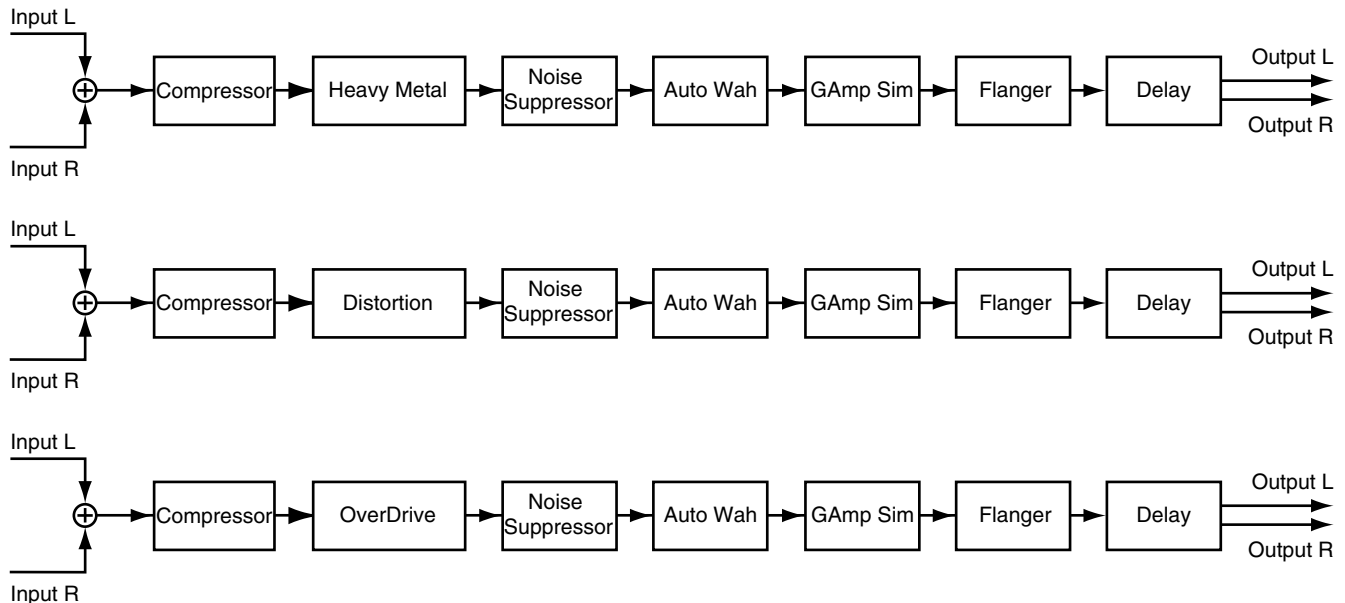 Input L
Compressor
Heavy Metal
Noise
Suppressor
Auto Wah
GAmp Sim
Flanger
Delay
Output L
Output R
Input R
Input L
Compressor
Distortion
Noise
Suppressor
Auto Wah
GAmp Sim
Flanger
Delay
Output L
Output R
Input R
Input L
Compressor
OverDrive
Noise
Suppressor
Auto Wah
GAmp Sim
Flanger
Delay
Output L
Output R
Input R